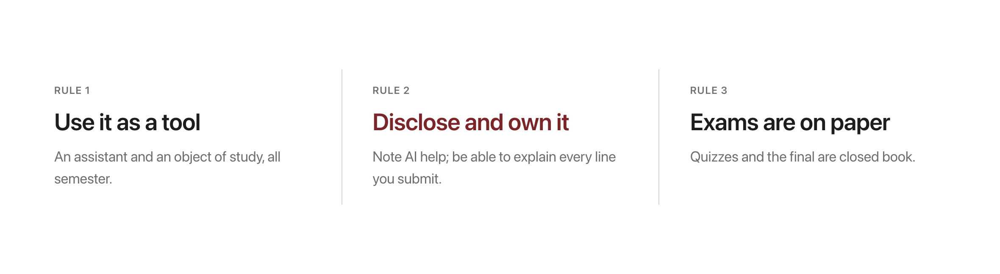 RULE 1
Use it as a tool
An assistant and an object of study, all
semester.
RULE 2
Disclose and own it
Note AI help; be able to explain every line
you submit.
RULE 3
Exams are on paper
Quizzes and the final are closed book.